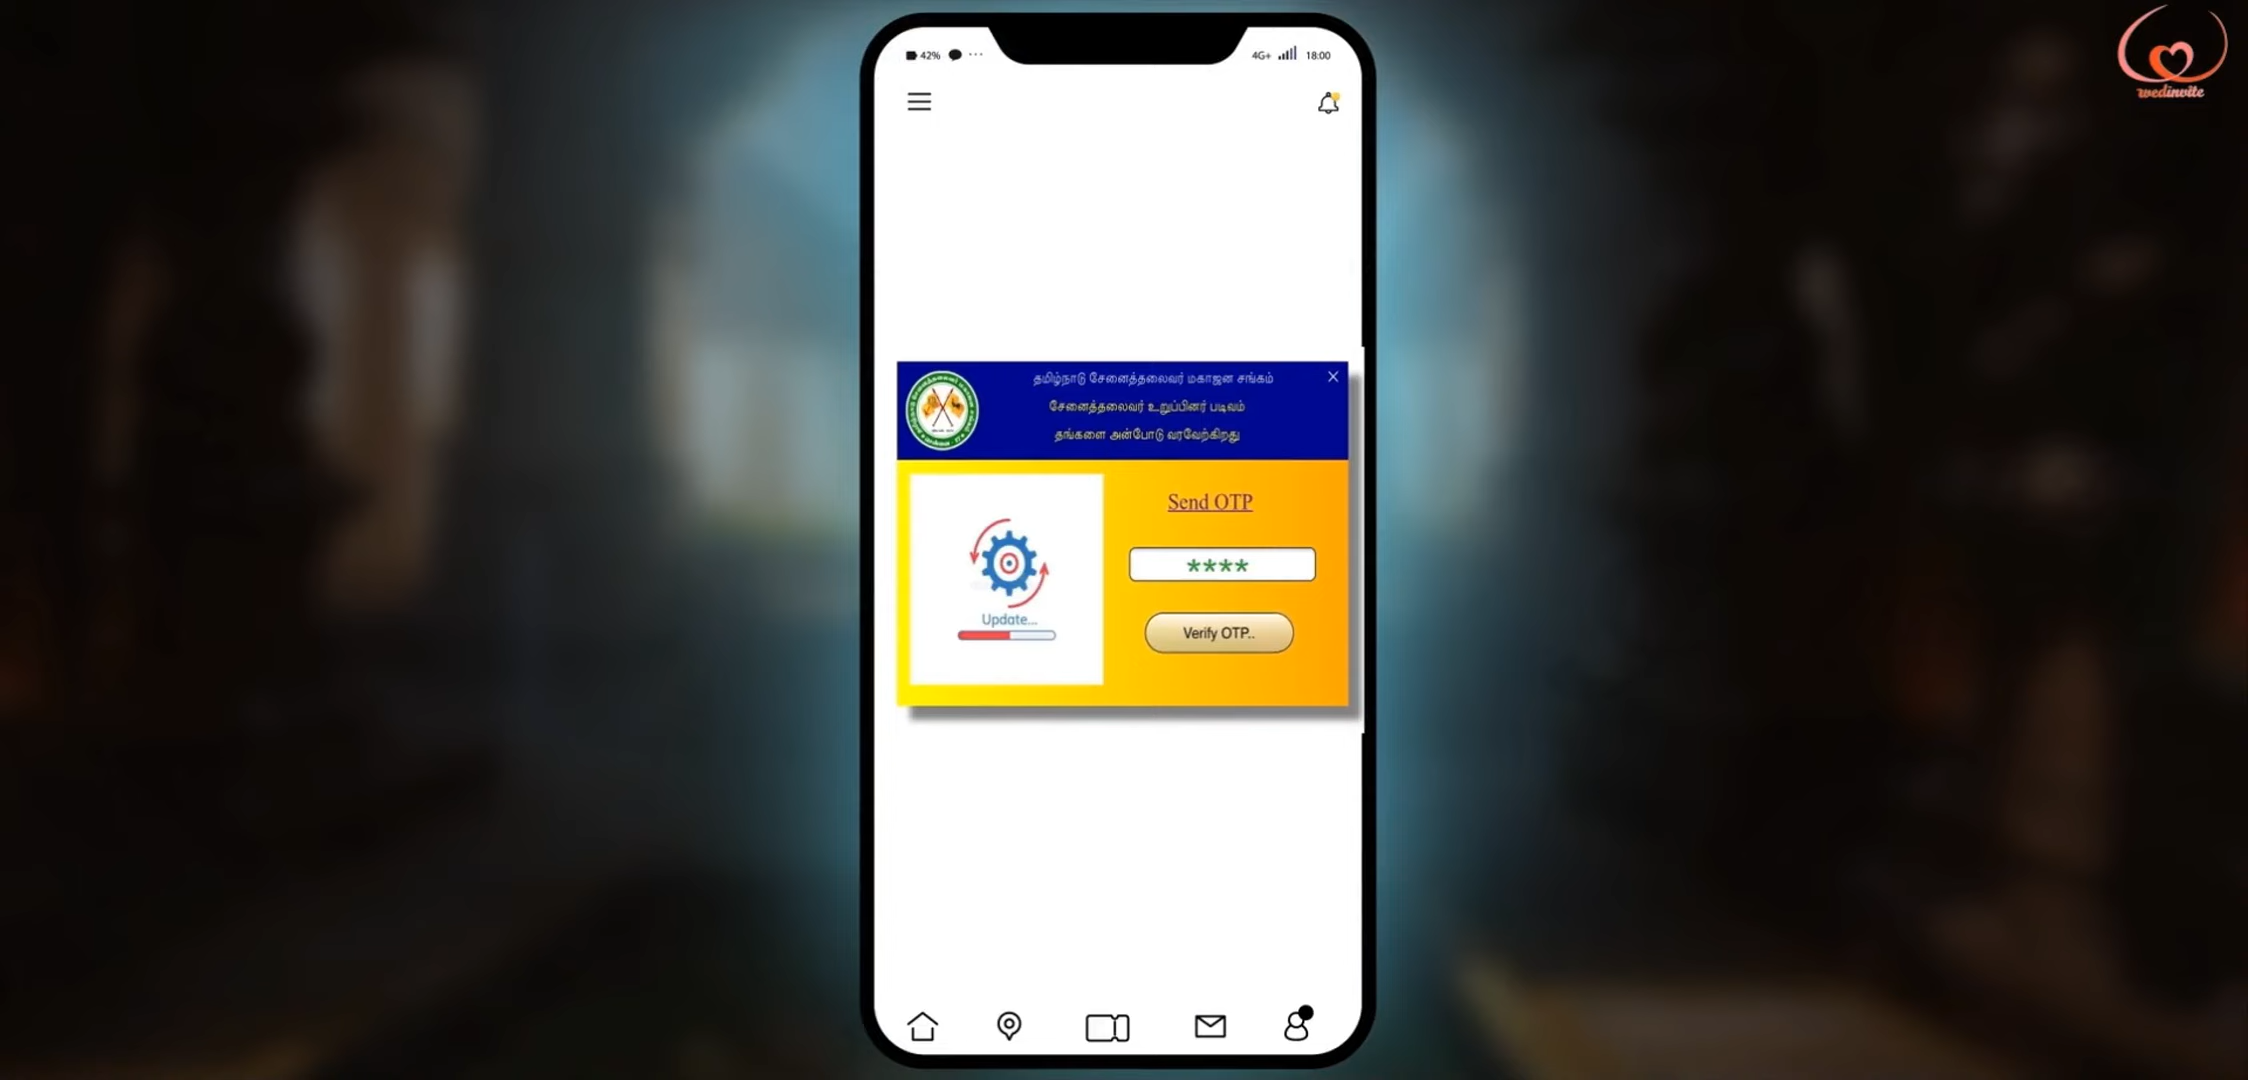 42%
4G+ 18:00
wedinvite
தமிழ்நாடு சேனைத்தலைவர் மகாஜன சங்கம்
சேனைத்தலைவர் உறுப்பினர் படிவம்
தங்களை அன்போடு வரவேற்கிறது
Send OTP
****
Update...
Verify OTP..